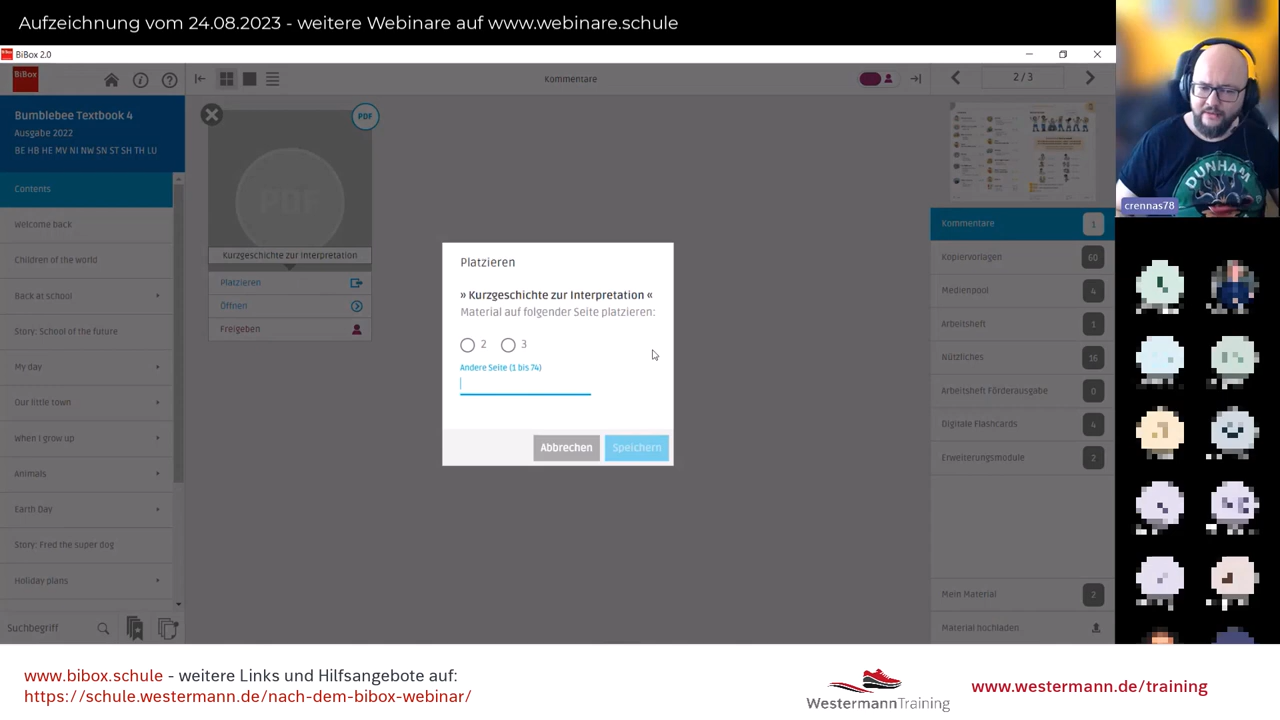 Aufzeichnung vom 24.08.2023 - weitere Webinare auf www.webinare.schule
BiBox 2.0
BiBox
Kommentare
2 / 3
Bumblebee Textbook 4
Ausgabe 2022
BE HB HE MV NI NW SN ST SH TH LU
Contents
Welcome back
Children of the world
Back at school
Story: School of the future
My day
Our little town
When I grow up
Animals
Earth Day
Story: Fred the super dog
Holiday plans
Suchbegriff
PDF
PDF
Kurzgeschichte zur Interpretation
Platzieren
Öffnen
Freigeben
Platzieren
» Kurzgeschichte zur Interpretation «
Material auf folgender Seite platzieren:
2 3
Andere Seite (1 bis 74)
Abbrechen Speichern
Kommentare 1
Kopiervorlagen 60
Medienpool 4
Arbeitsheft 1
Nützliches 16
Arbeitsheft Förderausgabe 0
Digitale Flashcards 4
Erweiterungsmodule 2
Mein Material 2
Material hochladen
DUNHAM
crennas78
www.bibox.schule - weitere Links und Hilfsangebote auf:
https://schule.westermann.de/nach-dem-bibox-webinar/
WestermannTraining
www.westermann.de/training